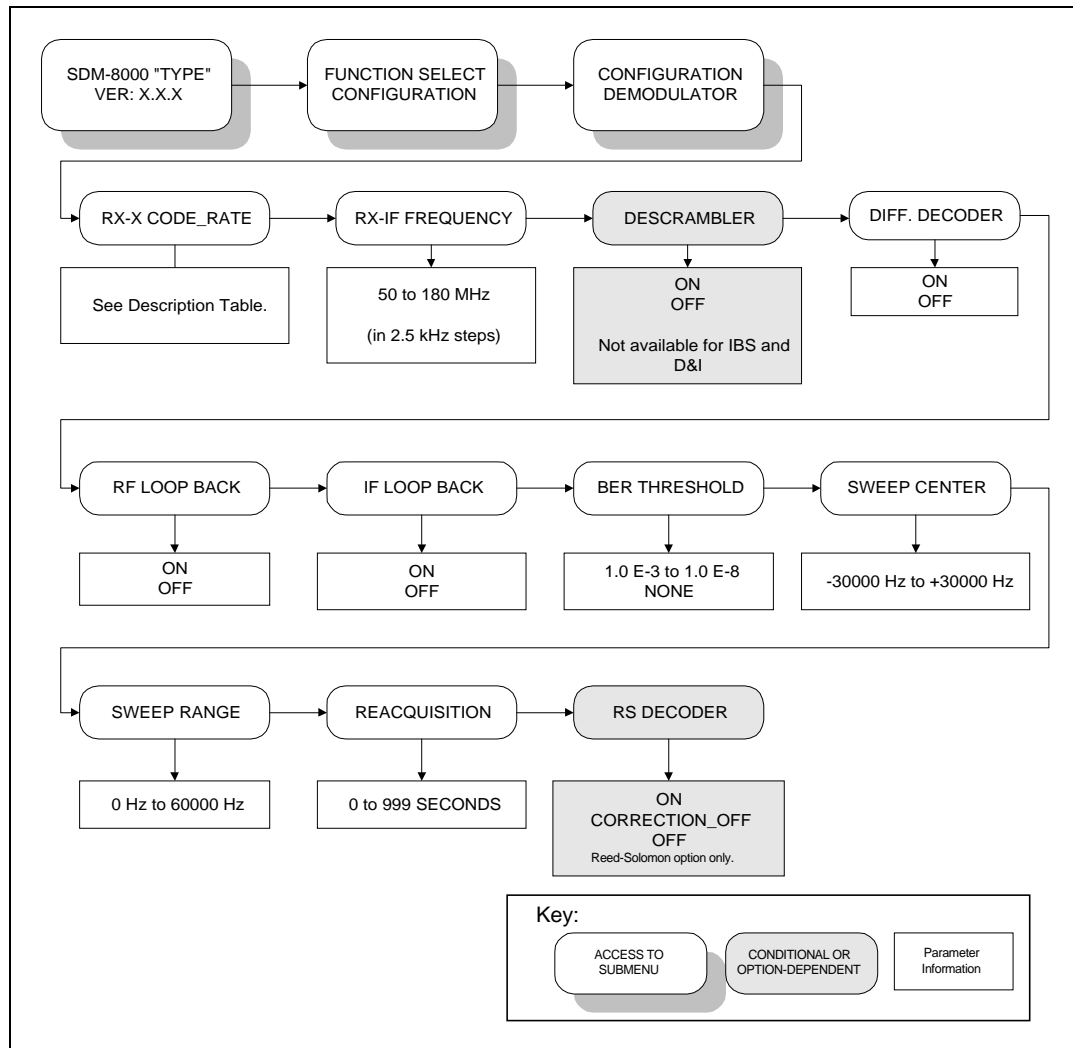 SDM-8000 "TYPE"
VER: X.X.X
FUNCTION SELECT
CONFIGURATION
CONFIGURATION
DEMODULATOR
RX-X CODE_RATE
See Description Table.
RX-IF FREQUENCY
50 to 180 MHz
(in 2.5 kHz steps)
DESCRAMBLER
ON
OFF
Not available for IBS and
D&I
DIFF. DECODER
ON
OFF
RF LOOP BACK
ON
OFF
IF LOOP BACK
ON
OFF
BER THRESHOLD
1.0 E-3 to 1.0 E-8
NONE
SWEEP CENTER
-30000 Hz to +30000 Hz
SWEEP RANGE
0 Hz to 60000 Hz
REACQUISITION
0 to 999 SECONDS
RS DECODER
ON
CORRECTION_OFF
OFF
Reed-Solomon option only.
Key:
ACCESS TO
SUBMENU
CONDITIONAL OR
OPTION-DEPENDENT
Parameter
Information